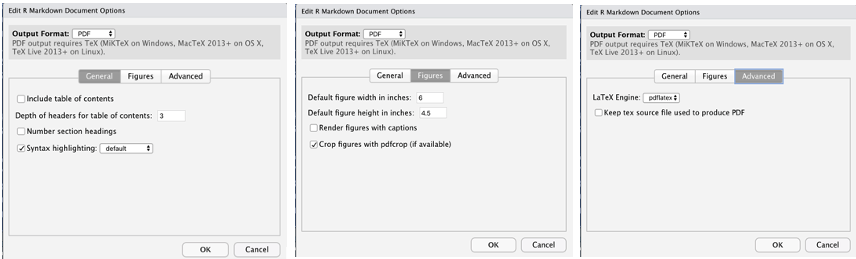 Edit R Markdown Document Options
Output Format: PDF
PDF output requires TeX (MiKTeX on Windows, MacTeX 2013+ on OS X,
TeX Live 2013+ on Linux).
General Figures Advanced
Include table of contents
Depth of headers for table of contents: 3
Number section headings
Syntax highlighting: default
OK Cancel
Edit R Markdown Document Options
Output Format: PDF
PDF output requires TeX (MiKTeX on Windows, MacTeX 2013+ on OS X,
TeX Live 2013+ on Linux).
General Figures Advanced
Default figure width in inches: 6
Default figure height in inches: 4.5
Render figures with captions
Crop figures with pdfcrop (if available)
OK Cancel
Edit R Markdown Document Options
Output Format: PDF
PDF output requires TeX (MiKTeX on Windows, MacTeX 2013+ on OS X,
TeX Live 2013+ on Linux).
General Figures Advanced
LaTeX Engine: pdflatex
Keep tex source file used to produce PDF
OK Cancel